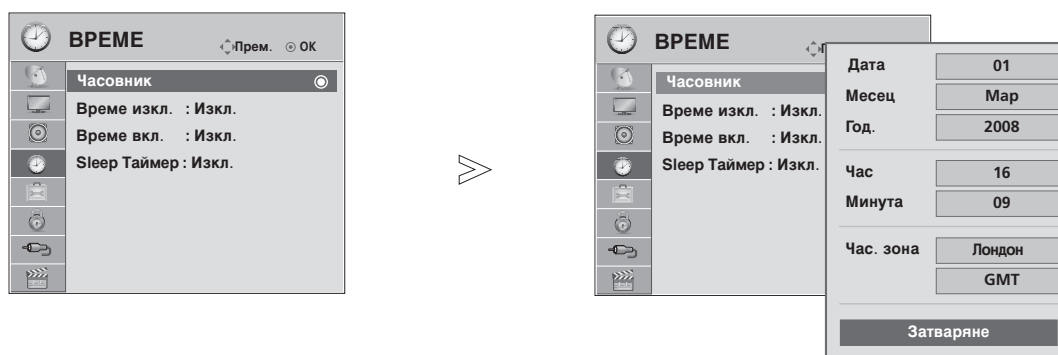 ВРЕМЕ
Прем. OK
Часовник
Време изкл. : Изкл.
Време вкл. : Изкл.
Sleep Таймер : Изкл.
ВРЕМЕ
Часовник
Време изкл. : Изкл.
Време вкл. : Изкл.
Sleep Таймер : Изкл.
Дата 01
Месец Мар
Год. 2008
Час 16
Минута 09
Час. зона Лондон
GMT
Затваряне